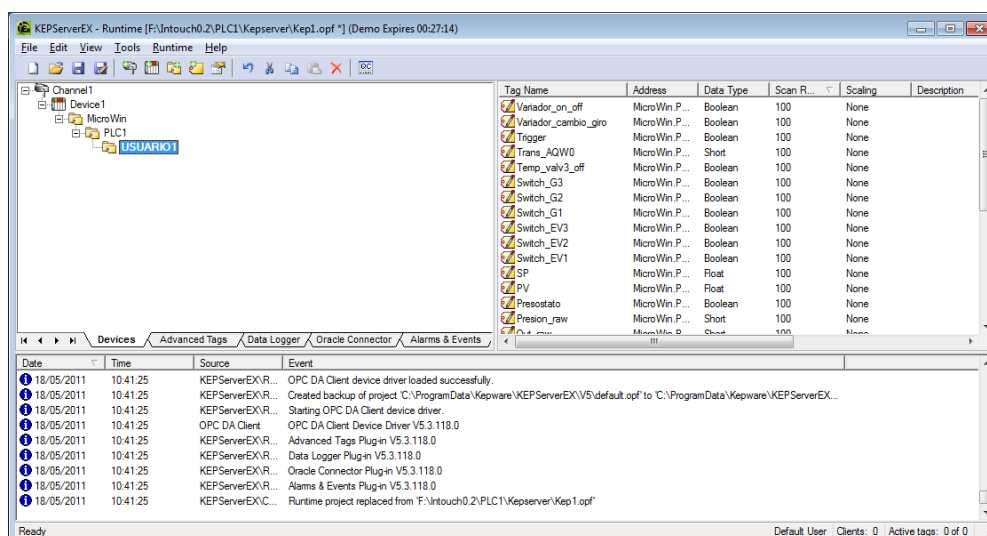 KEPServerEX - Runtime [F:\Intouch0.2\PLC1\Kepserver\Kep1.opf *] (Demo Expires 00:27:14)
File Edit View Tools Runtime Help
Channel1
Device1
MicroWin
PLC1
USUARIO1
Devices Advanced Tags Data Logger Oracle Connector Alarms & Events
Tag Name Address Data Type Scan R... Scaling Description
Variador_on_off MicroWin.P... Boolean 100 None
Variador_cambio_giro MicroWin.P... Boolean 100 None
Trigger MicroWin.P... Boolean 100 None
Trans_AQW0 MicroWin.P... Short 100 None
Temp_valv3_off MicroWin.P... Boolean 100 None
Switch_G3 MicroWin.P... Boolean 100 None
Switch_G2 MicroWin.P... Boolean 100 None
Switch_G1 MicroWin.P... Boolean 100 None
Switch_EV3 MicroWin.P... Boolean 100 None
Switch_EV2 MicroWin.P... Boolean 100 None
Switch_EV1 MicroWin.P... Boolean 100 None
SP MicroWin.P... Float 100 None
PV MicroWin.P... Float 100 None
Presostato MicroWin.P... Boolean 100 None
Presion_raw MicroWin.P... Short 100 None
Date Time Source Event
18/05/2011 10:41:25 KEPServerEX\R... OPC DA Client device driver loaded successfully.
18/05/2011 10:41:25 KEPServerEX\R... Created backup of project 'C:\ProgramData\Kepware\KEPServerEX\V5\default.opf' to 'C:\ProgramData\Kepware\KEPServerEX...
18/05/2011 10:41:25 KEPServerEX\R... Starting OPC DA Client device driver.
18/05/2011 10:41:25 OPC DA Client OPC DA Client Device Driver V5.3.118.0
18/05/2011 10:41:25 KEPServerEX\R... Advanced Tags Plug-in V5.3.118.0
18/05/2011 10:41:25 KEPServerEX\R... Data Logger Plug-in V5.3.118.0
18/05/2011 10:41:25 KEPServerEX\R... Oracle Connector Plug-in V5.3.118.0
18/05/2011 10:41:25 KEPServerEX\R... Alarms & Events Plug-in V5.3.118.0
18/05/2011 10:41:25 KEPServerEX\C... Runtime project replaced from 'F:\Intouch0.2\PLC1\Kepserver\Kep1.opf'
Ready Default User Clients: 0 Active tags: 0 of 0